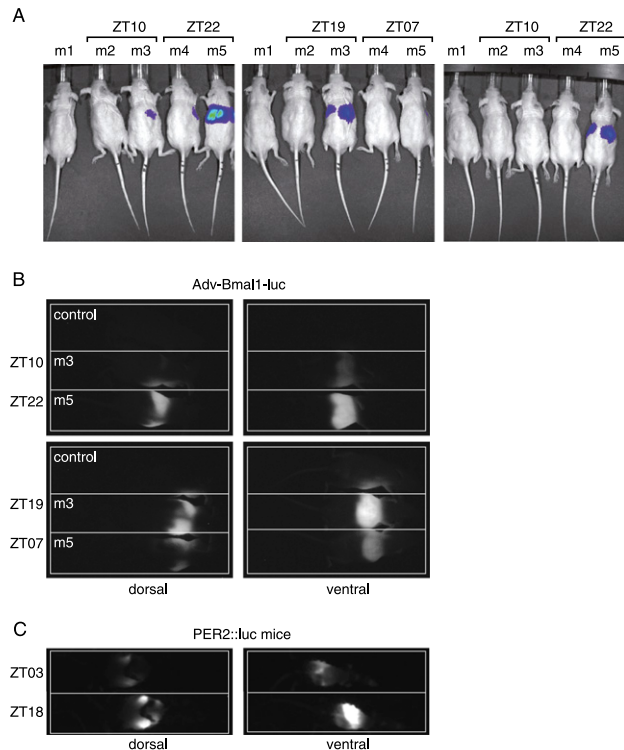 A
ZT10 ZT22 ZT19 ZT07 ZT10 ZT22
m1 m2 m3 m4 m5 m1 m2 m3 m4 m5 m1 m2 m3 m4 m5
B
Adv-Bmal1-luc
control
ZT10 m3
ZT22 m5
control
ZT19 m3
ZT07 m5
dorsal ventral
C
PER2::luc mice
ZT03
ZT18
dorsal ventral